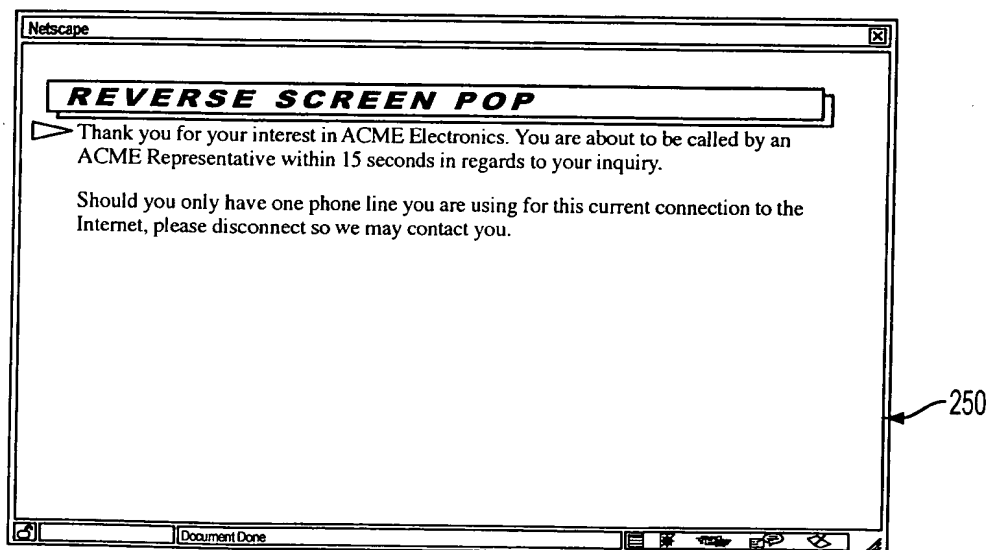 Netscape
REVERSE SCREEN POP
Thank you for your interest in ACME Electronics. You are about to be called by an
ACME Representative within 15 seconds in regards to your inquiry.
Should you only have one phone line you are using for this current connection to the
Internet, please disconnect so we may contact you.
250
Document Done